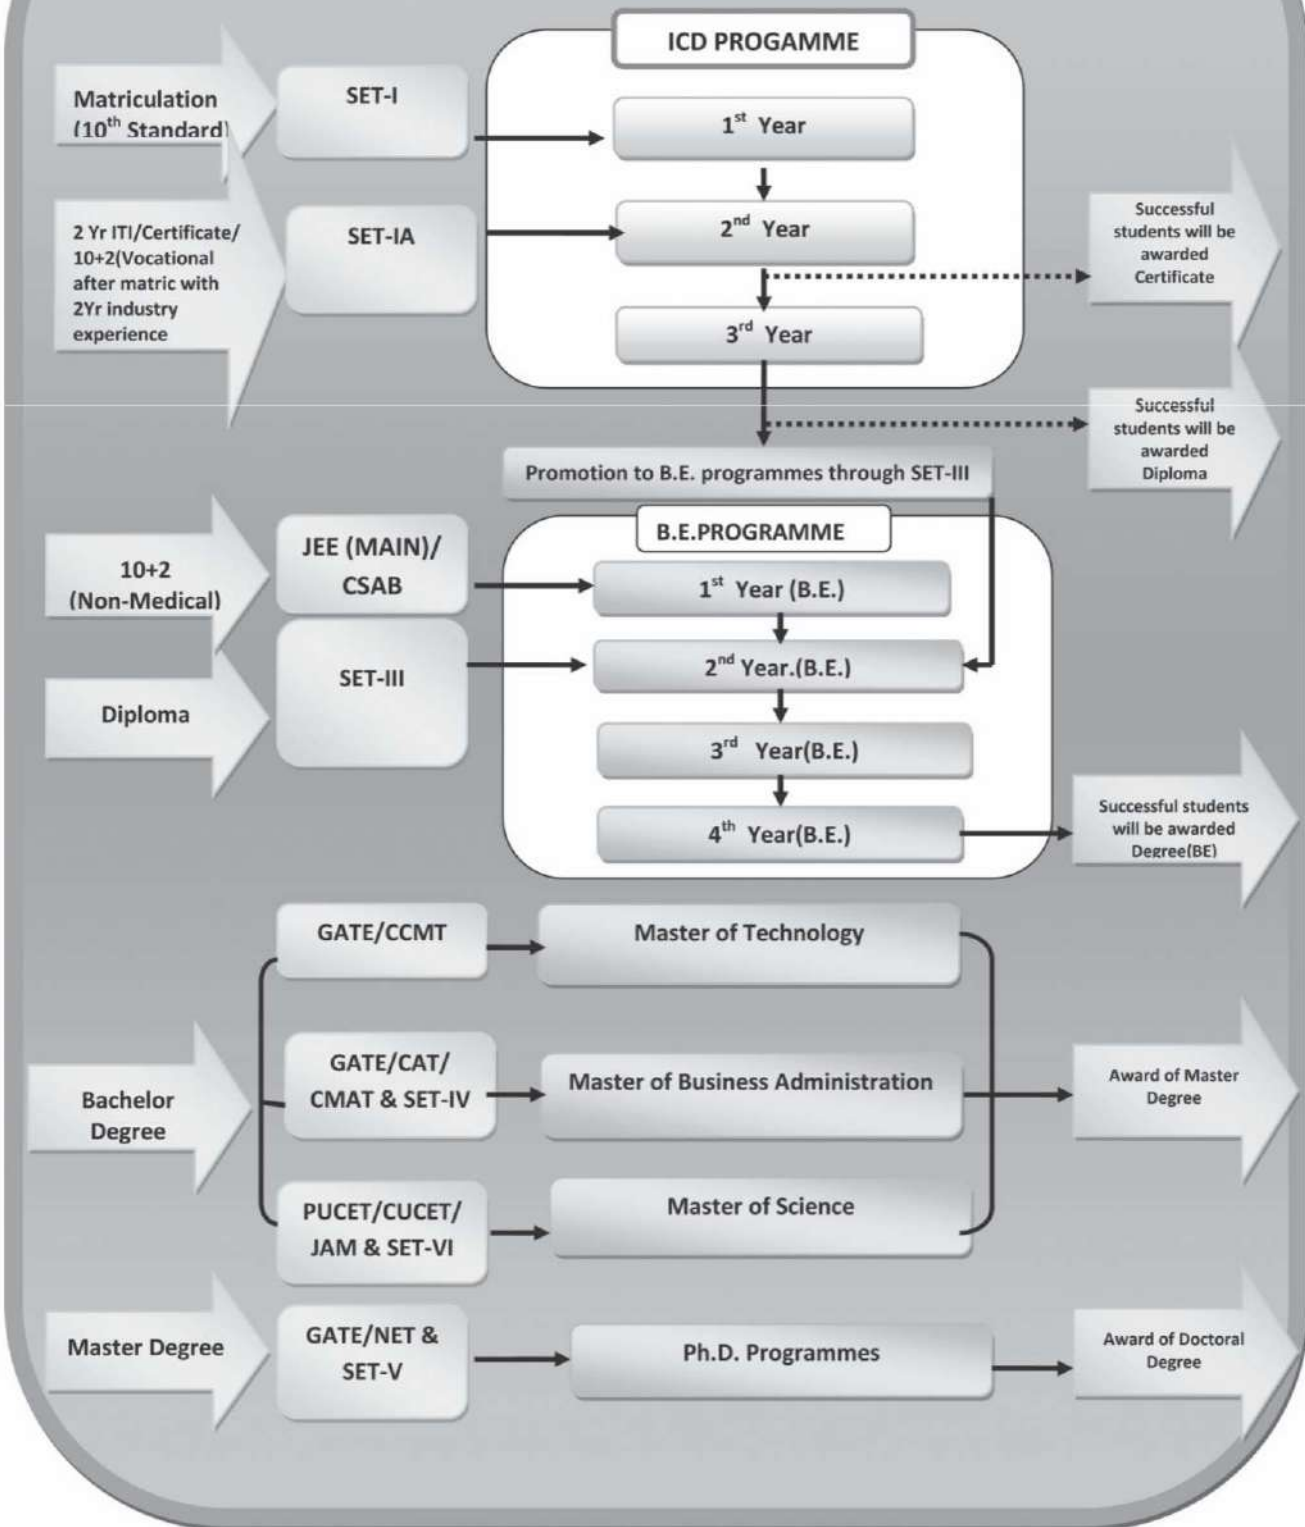 ICD PROGAMME
Matriculation
(10th Standard)
SET-I
1st Year
2 Yr ITI/Certificate/
10+2(Vocational
after matric with
2Yr industry
experience
SET-IA
2nd Year
Successful
students will be
awarded
Certificate
3rd Year
Successful
students will be
awarded
Diploma
Promotion to B.E. programmes through SET-III
B.E.PROGRAMME
10+2
(Non-Medical)
JEE (MAIN)/
CSAB
1st Year (B.E.)
Diploma
SET-III
2nd Year.(B.E.)
3rd Year(B.E.)
4th Year(B.E.)
Successful students
will be awarded
Degree(BE)
Bachelor
Degree
GATE/CCMT
Master of Technology
GATE/CAT/
CMAT & SET-IV
Master of Business Administration
PUCET/CUCET/
JAM & SET-VI
Master of Science
Award of Master
Degree
Master Degree
GATE/NET &
SET-V
Ph.D. Programmes
Award of Doctoral
Degree